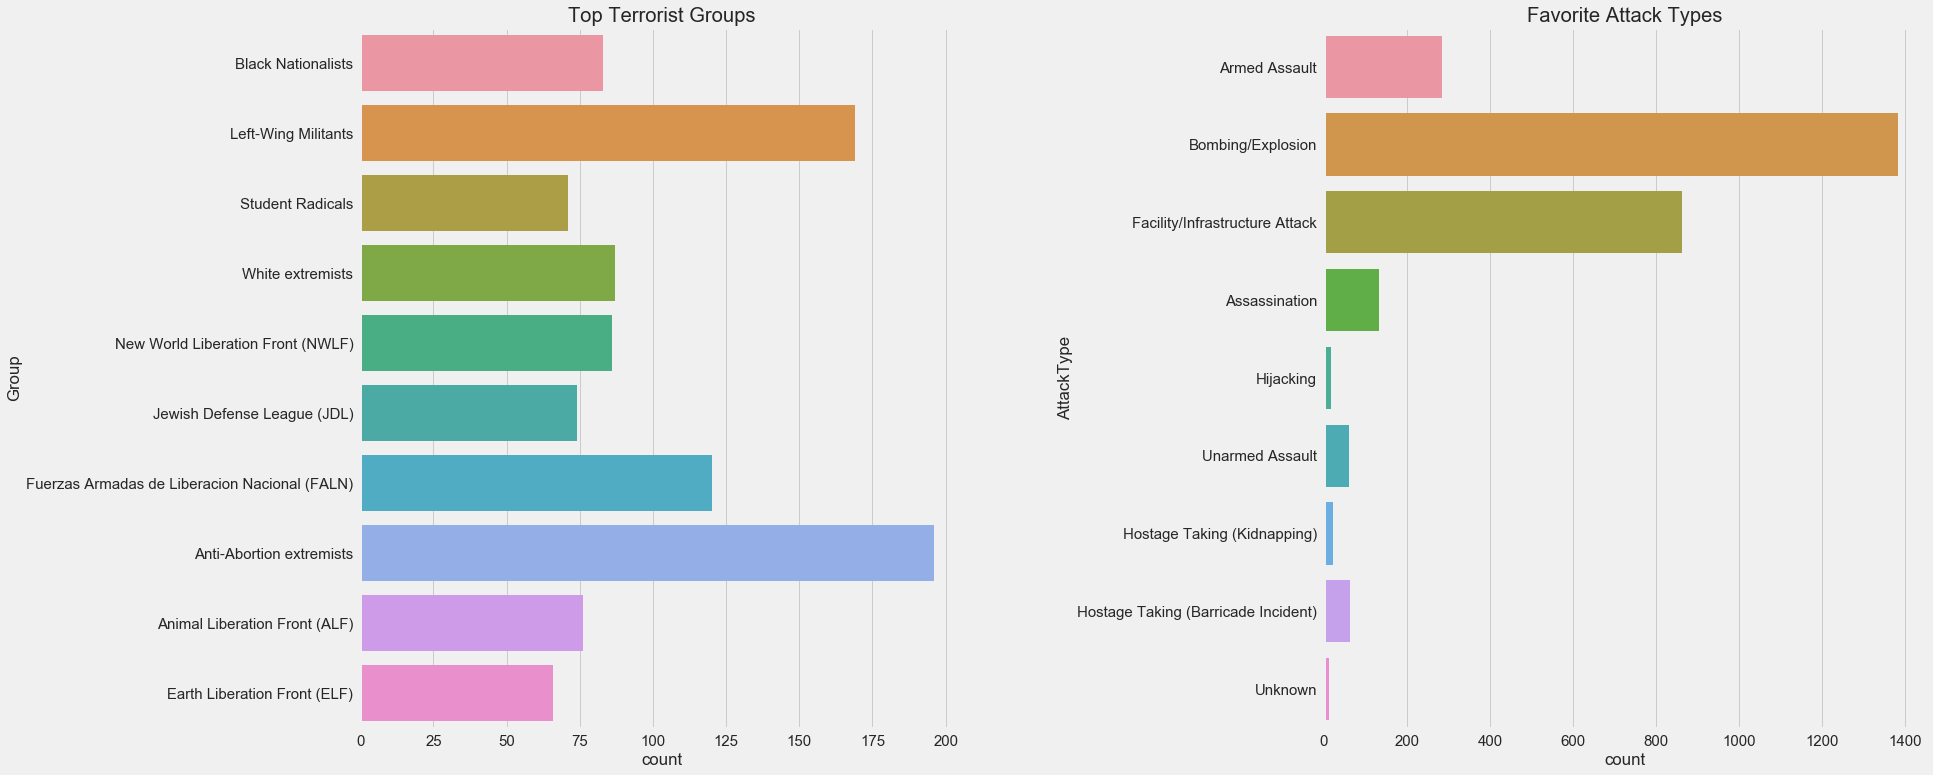 Top Terrorist Groups
Group
Black Nationalists
Left-Wing Militants
Student Radicals
White extremists
New World Liberation Front (NWLF)
Jewish Defense League (JDL)
Fuerzas Armadas de Liberacion Nacional (FALN)
Anti-Abortion extremists
Animal Liberation Front (ALF)
Earth Liberation Front (ELF)
0 25 50 75 100 125 150 175 200
count
Favorite Attack Types
AttackType
Armed Assault
Bombing/Explosion
Facility/Infrastructure Attack
Assassination
Hijacking
Unarmed Assault
Hostage Taking (Kidnapping)
Hostage Taking (Barricade Incident)
Unknown
0 200 400 600 800 1000 1200 1400
count